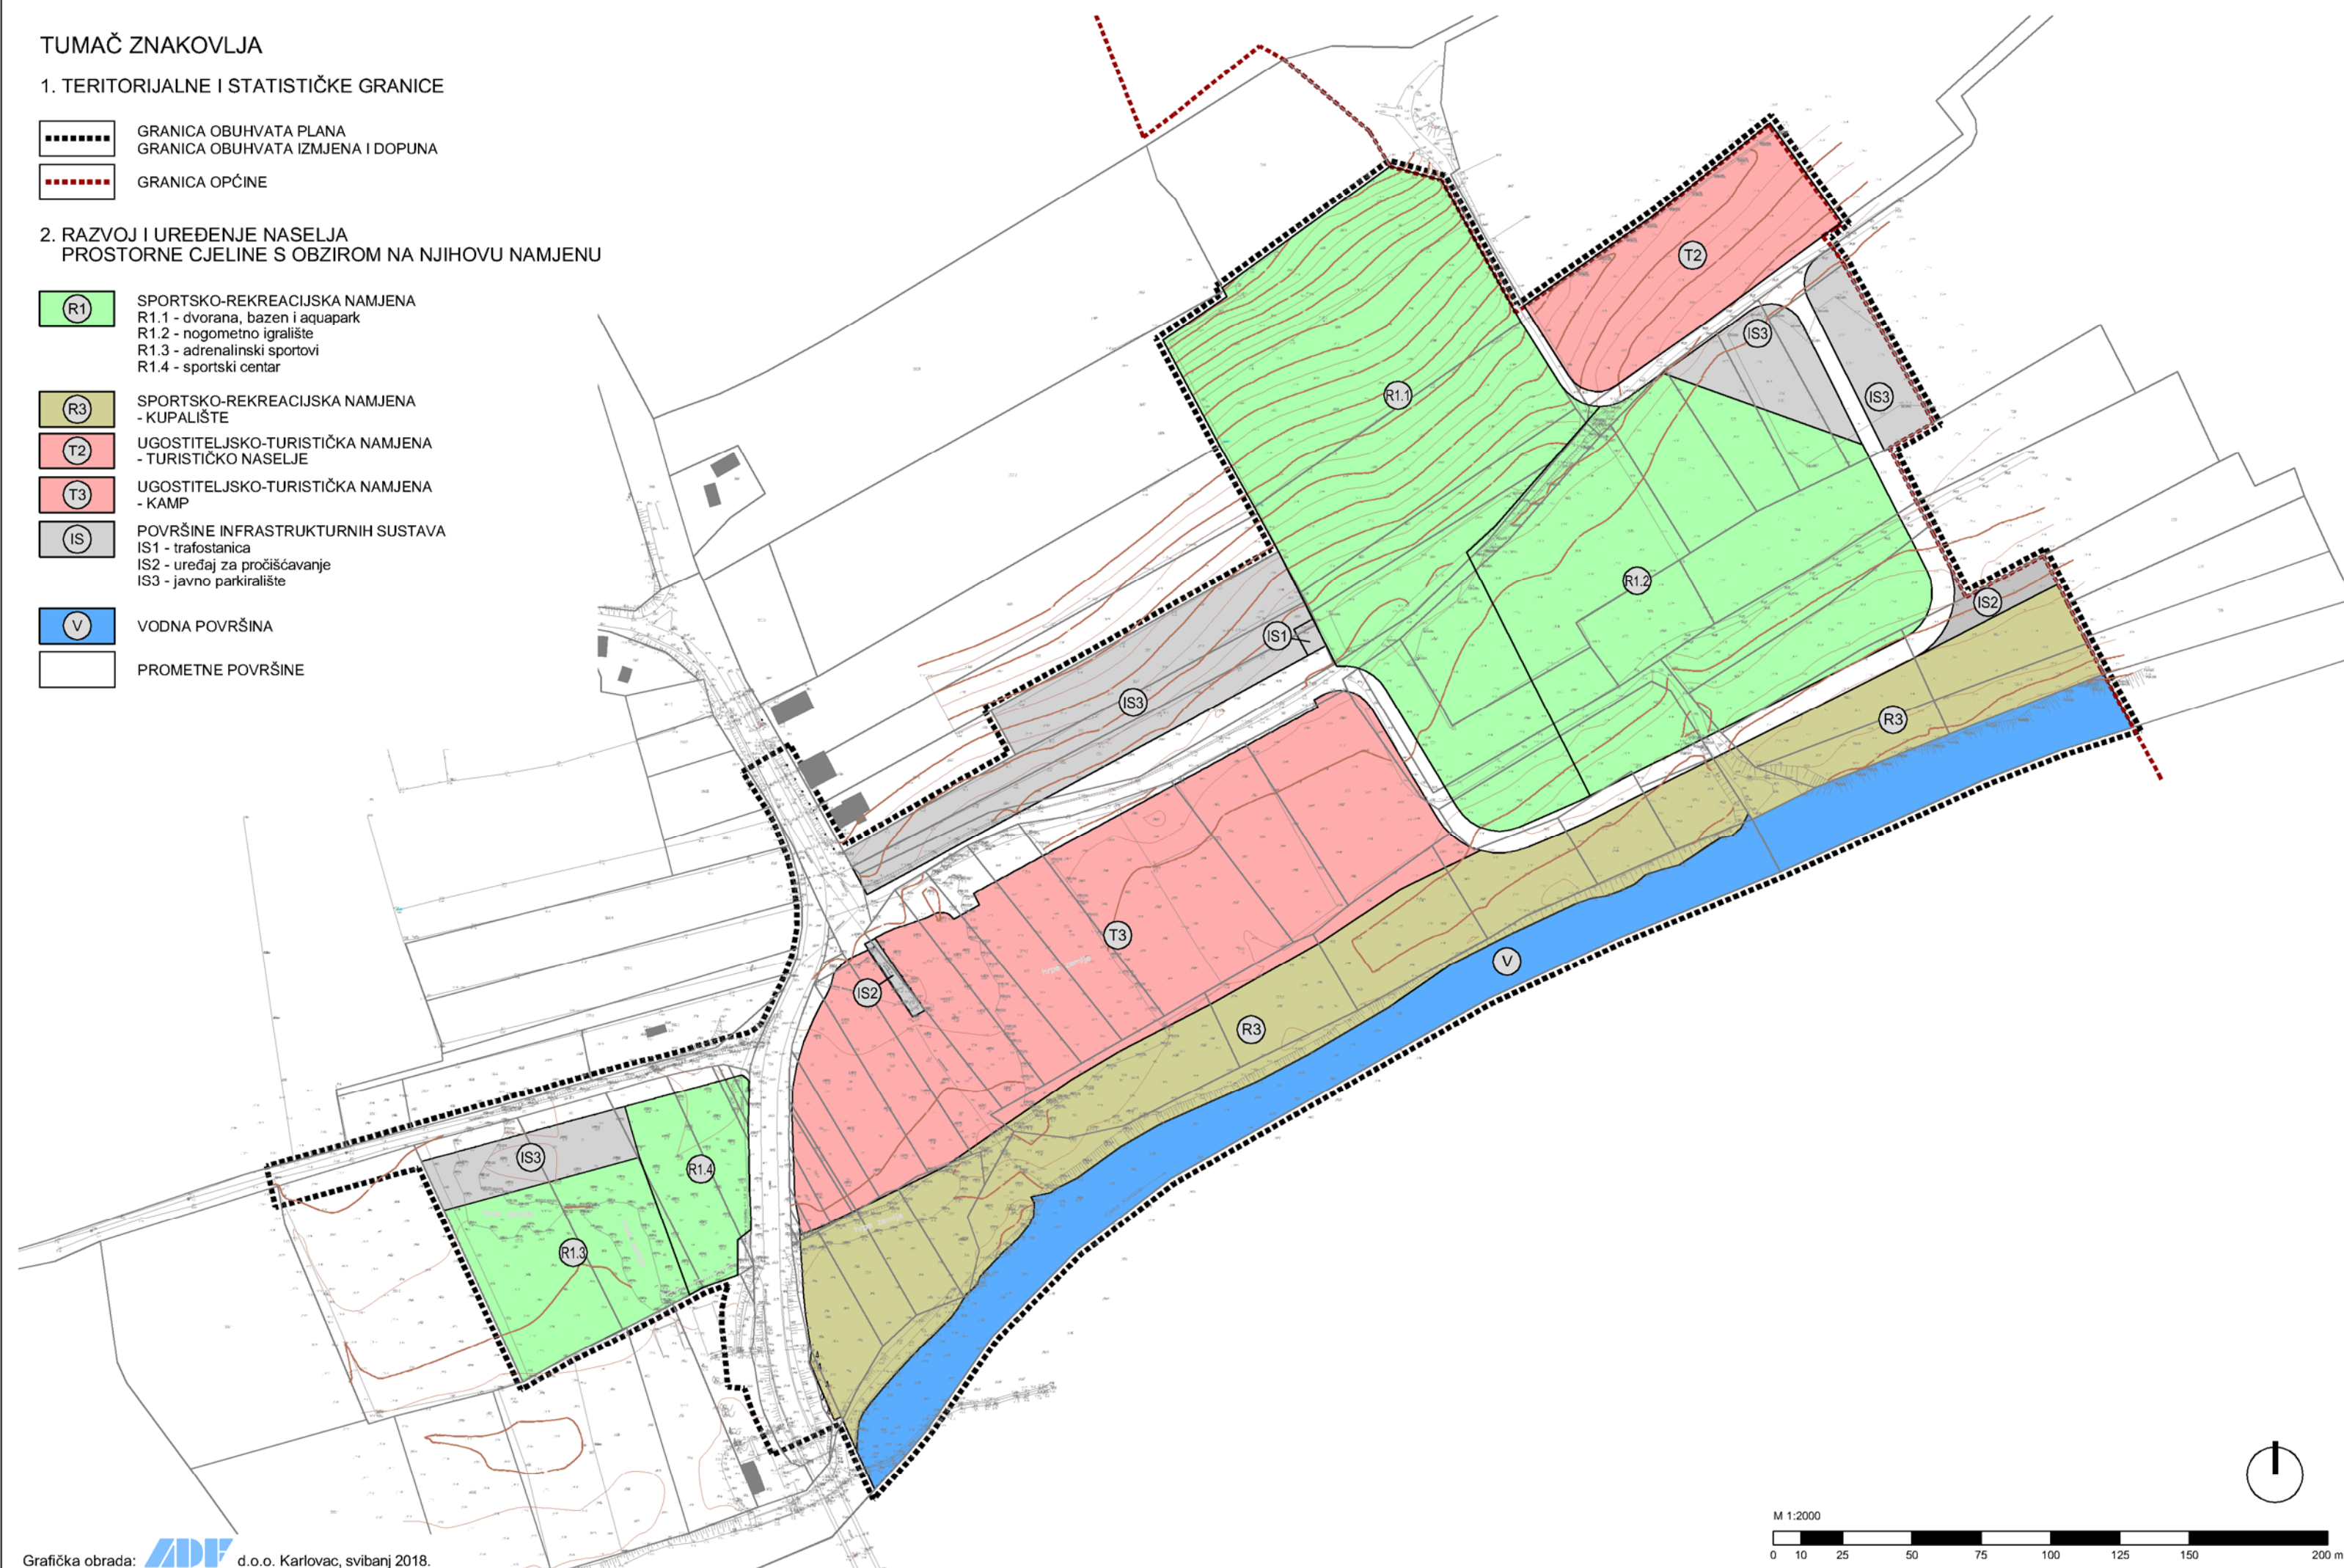 TUMAČ ZNAKOVLJA
1. TERITORIJALNE I STATISTIČKE GRANICE
GRANICA OBUHVATA PLANA
GRANICA OBUHVATA IZMJENA I DOPUNA
GRANICA OPĆINE
2. RAZVOJ I UREĐENJE NASELJA
PROSTORNE CJELINE S OBZIROM NA NJIHOVU NAMJENU
R1
SPORTSKO-REKREACIJSKA NAMJENA
R1.1 - dvorana, bazen i aquapark
R1.2 - nogometno igralište
R1.3 - adrenalinski sportovi
R1.4 - sportski centar
R3
SPORTSKO-REKREACIJSKA NAMJENA
- KUPALIŠTE
T2
UGOSTITELJSKO-TURISTIČKA NAMJENA
- TURISTIČKO NASELJE
T3
UGOSTITELJSKO-TURISTIČKA NAMJENA
- KAMP
IS
POVRŠINE INFRASTRUKTURNIH SUSTAVA
IS1 - trafostanica
IS2 - uređaj za pročišćavanje
IS3 - javno parkiralište
V
VODNA POVRŠINA
PROMETNE POVRŠINE
T2
IS3
R1.1
IS3
R1.2
IS2
IS1
IS3
R3
T3
V
IS2
R3
IS3
R1.4
R1.3
M 1:2000
0 10 25 50 75 100 125 150 200 m
Grafička obrada: ADF d.o.o. Karlovac, svibanj 2018.